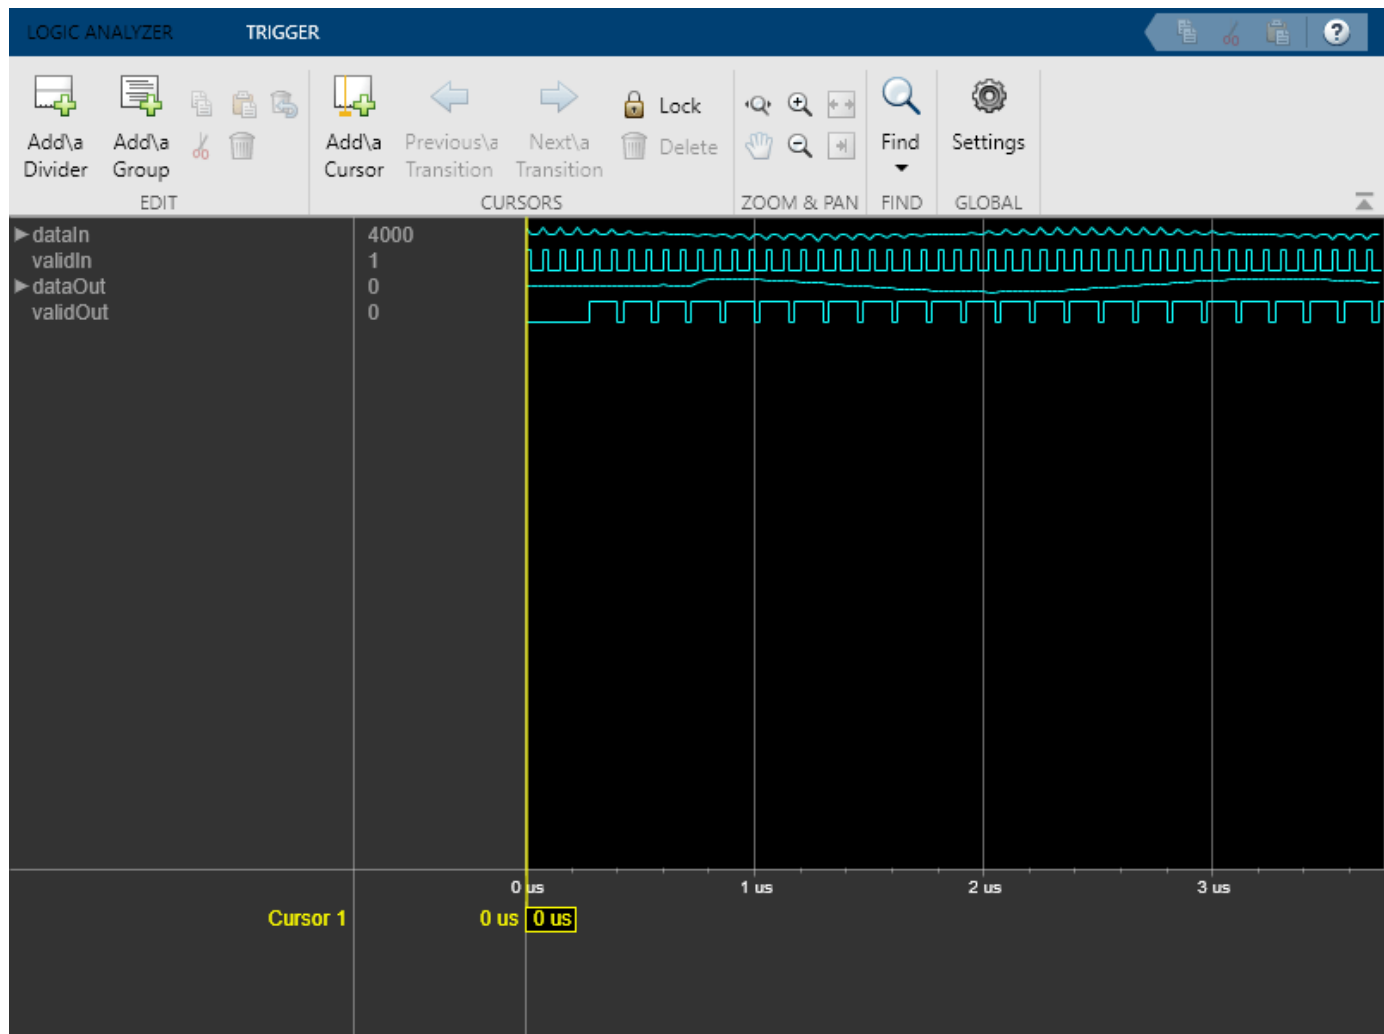 LOGIC ANALYZER TRIGGER ?
Add\a Divider
Add\a Group
Add\a Cursor
Previous\a Transition
Next\a Transition
Lock
Delete
Find
Settings
EDIT CURSORS ZOOM & PAN FIND GLOBAL
dataIn 4000
validIn 1
dataOut 0
validOut 0
0 us 1 us 2 us 3 us
Cursor 1 0 us 0 us